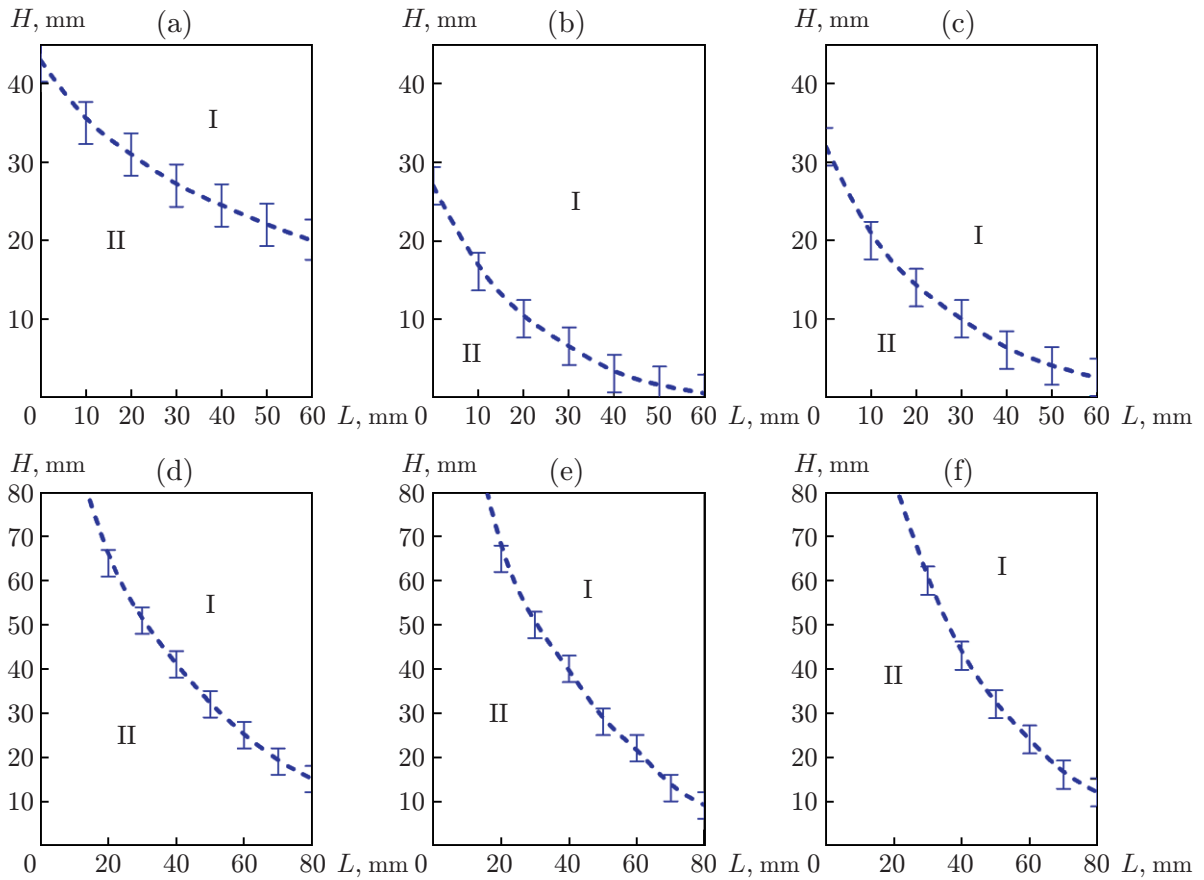 H, mm (a) H, mm (b) H, mm (c)
40 40 40
I
30 30 30
I
I
20 II 20 20
10 10 II 10 II
0 10 20 30 40 50 60 L, mm 0 10 20 30 40 50 60 L, mm 0 10 20 30 40 50 60 L, mm
H, mm (d) H, mm (e) H, mm (f)
80 80 80
70 70 70
60 60 I 60 I
I
50 50 50
40 40 40 II
30 30 II 30
II
20 20 20
10 10 10
0 20 40 60 80 L, mm 0 20 40 60 80 L, mm 0 20 40 60 80 L, mm